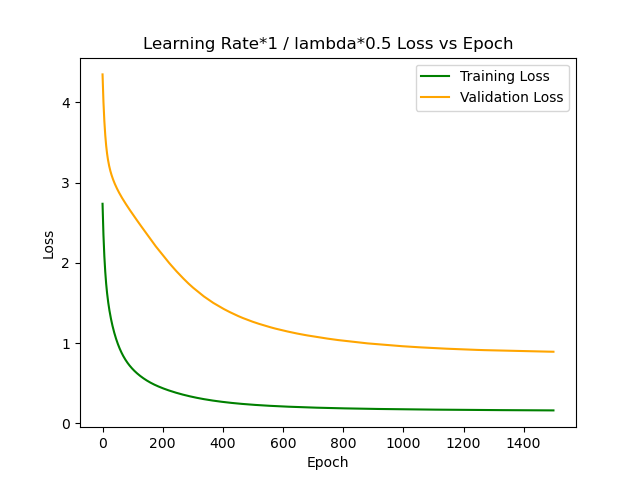 Learning Rate*1 / lambda*0.5 Loss vs Epoch
Training Loss
Validation Loss
4
3
2
1
0
Loss
0 200 400 600 800 1000 1200 1400
Epoch